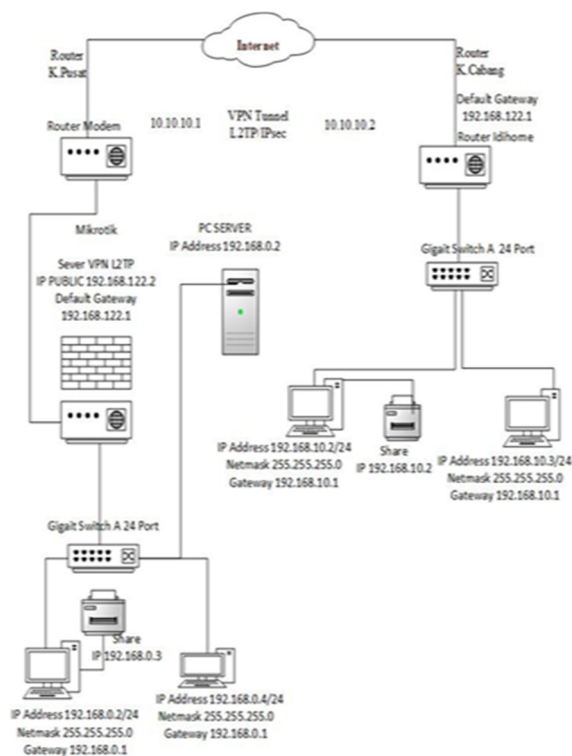 Internet
Router
K.Pusat
Router
K.Cabang
Default Gateway
192.168.122.1
Router Modem
10.10.10.1
VPN Tunnel
L2TP/IPsec
10.10.10.2
Router Idihome
Mikrotik
PC SERVER
IP Address 192.168.0.2
Gigait Switch A 24 Port
Sever VPN L2TP
IP PUBLIC 192.168.122.2
Default Gateway
192.168.122.1
IP Address 192.168.10.2/24
Netmask 255.255.255.0
Gateway 192.168.10.1
Share
IP 192.168.10.2
IP Address 192.168.10.3/24
Netmask 255.255.255.0
Gateway 192.168.10.1
Gigait Switch A 24 Port
Share
IP 192.168.0.3
IP Address 192.168.0.2/24
Netmask 255.255.255.0
Gateway 192.168.0.1
IP Address 192.168.0.4/24
Netmask 255.255.255.0
Gateway 192.168.0.1